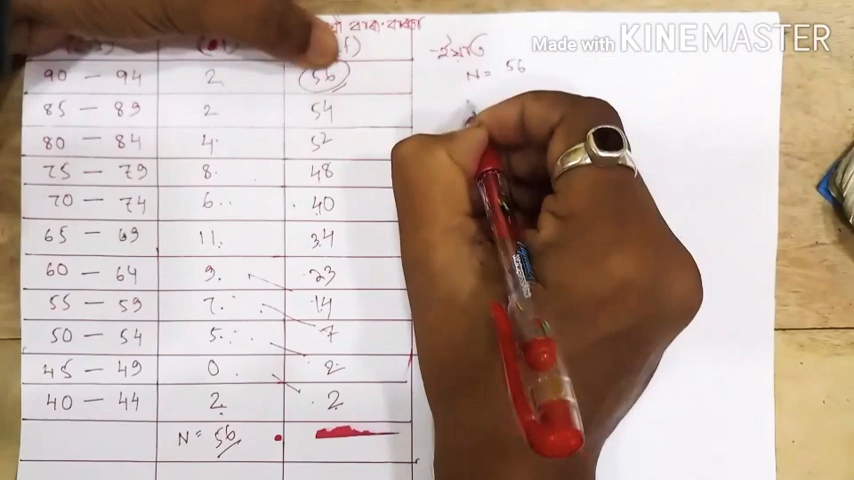 Made with KINEMASTER
90 - 94 2 56
N = 56
85 - 89 2 54
80 - 84 4 52
75 - 79 8 48
70 - 74 6 40
65 - 69 11 34
60 - 64 9 23
55 - 59 7 14
50 - 54 5 7
45 - 49 0 2
40 - 44 2 2
N = 56